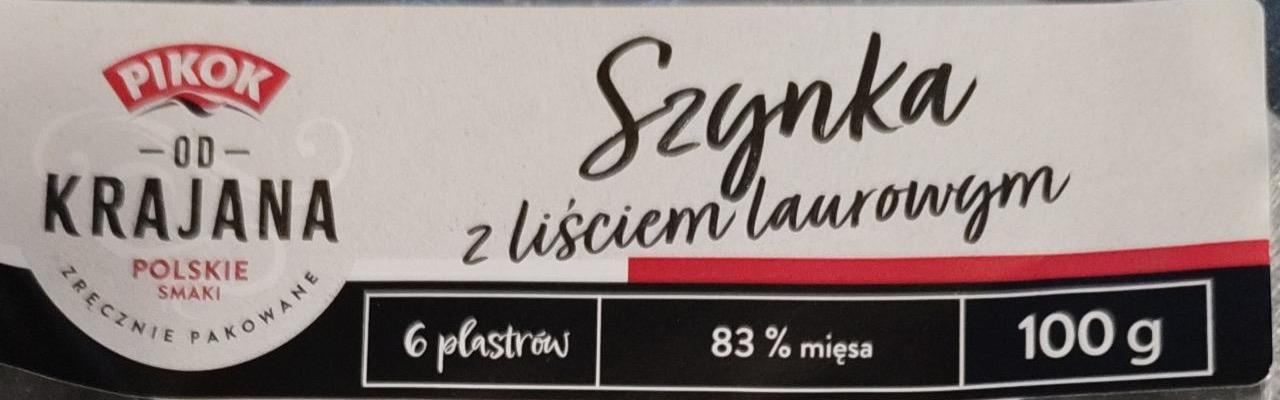 PIKOK
OD
KRAJANA
POLSKIE
SMAKI
ZRĘCZNIE PAKOWANE
Szynka
z liściem laurowym
6 plastrów
83 % mięsa
100 g